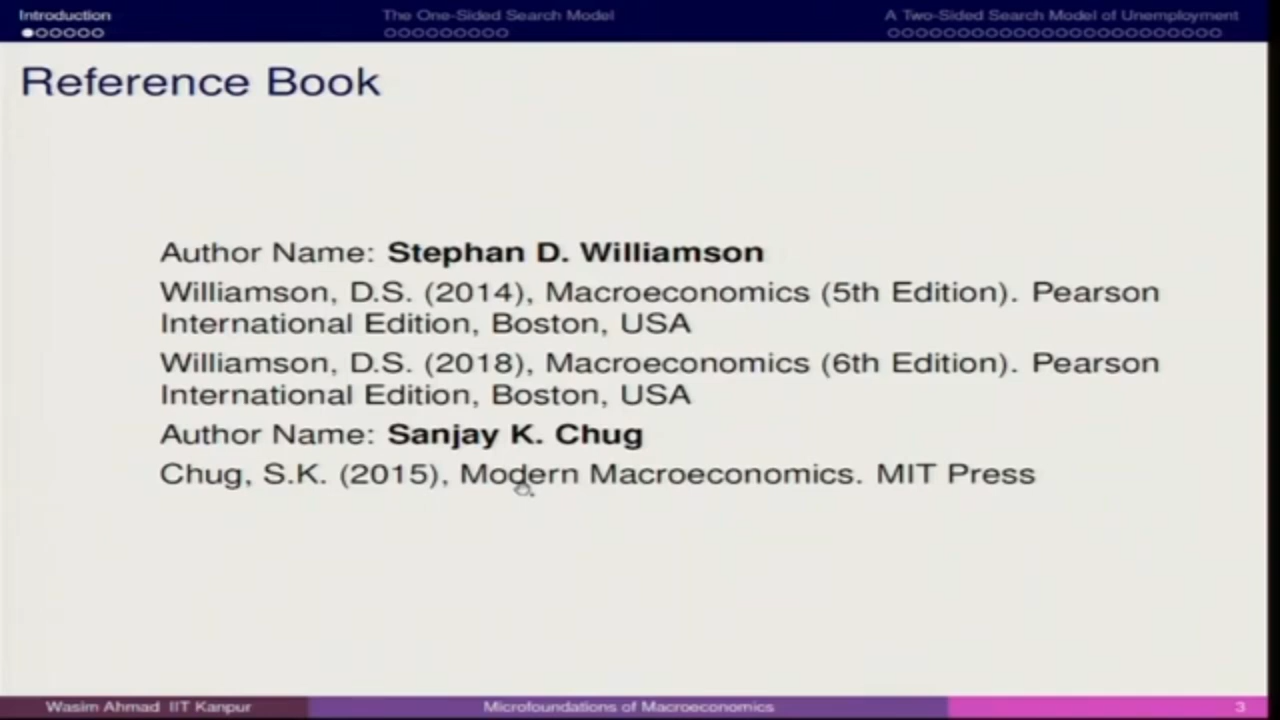 Introduction
The One-Sided Search Model
A Two-Sided Search Model of Unemployment
Reference Book
Author Name: Stephan D. Williamson
Williamson, D.S. (2014), Macroeconomics (5th Edition). Pearson
International Edition, Boston, USA
Williamson, D.S. (2018), Macroeconomics (6th Edition). Pearson
International Edition, Boston, USA
Author Name: Sanjay K. Chug
Chug, S.K. (2015), Modern Macroeconomics. MIT Press
Wasim Ahmad IIT Kanpur
Microfoundations of Macroeconomics
3